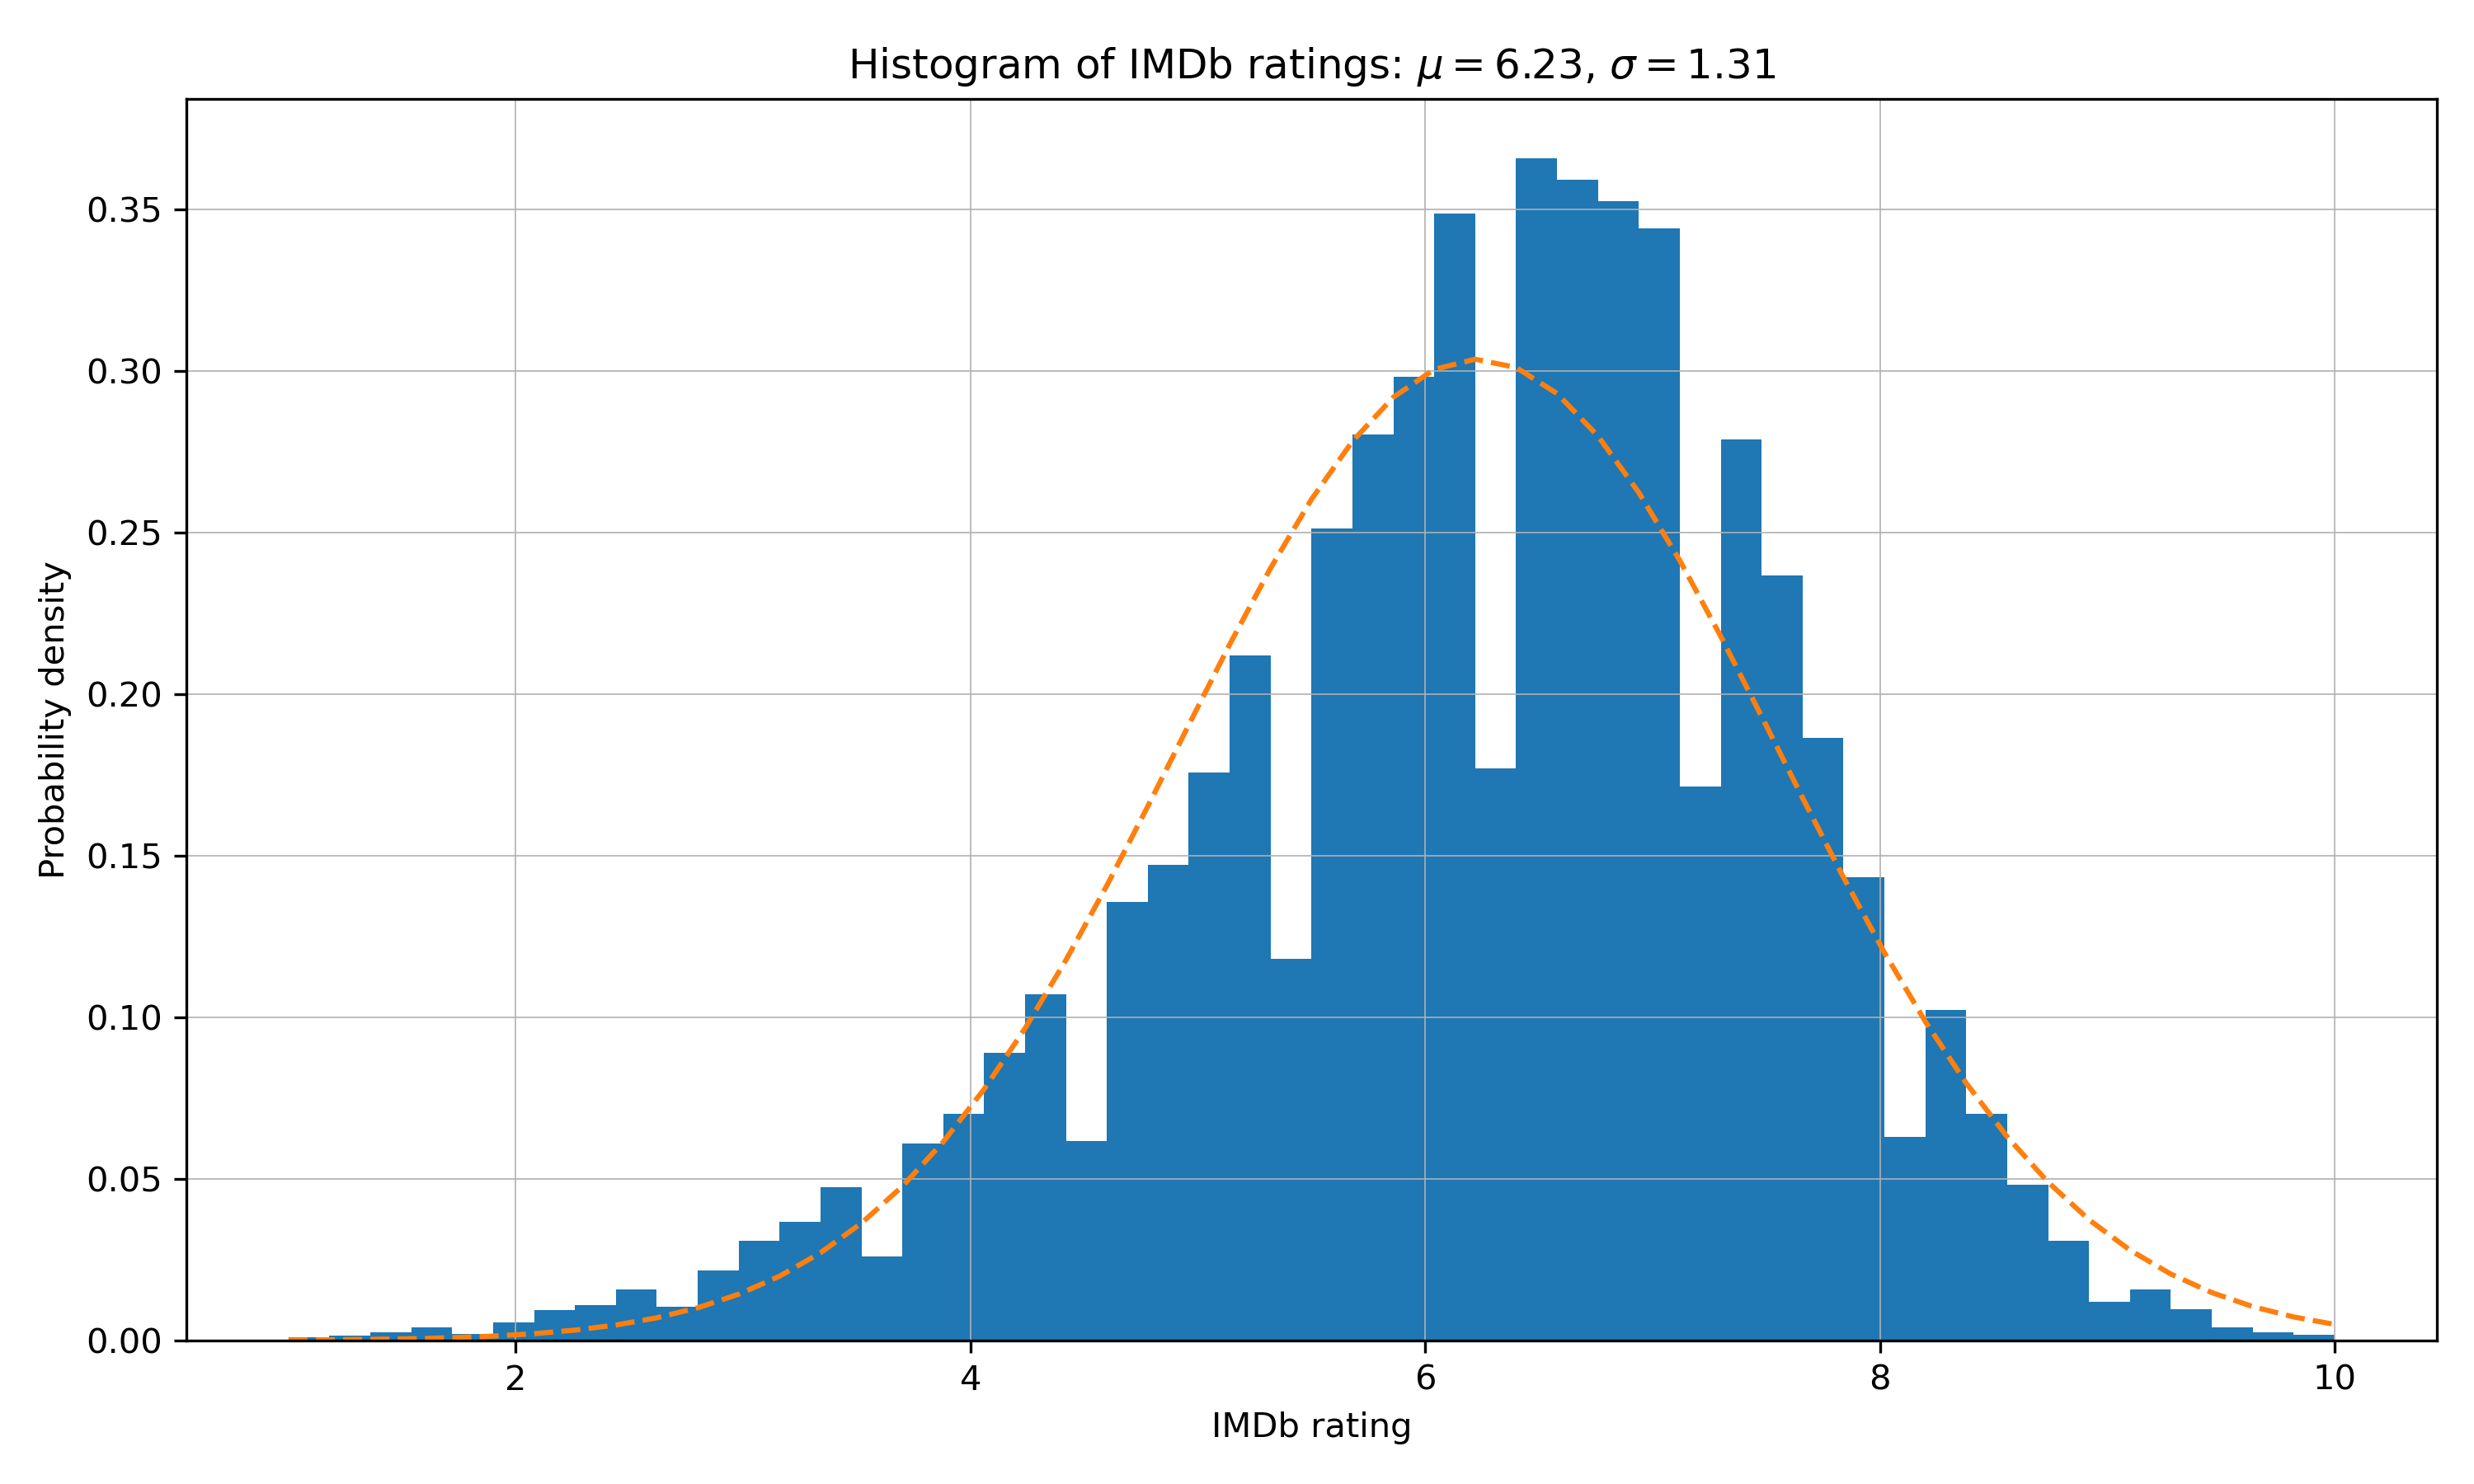 Histogram of IMDb ratings: μ = 6.23, σ = 1.31
0.35
0.30
0.25
0.20
0.15
0.10
0.05
0.00
Probability density
2 4 6 8 10
IMDb rating